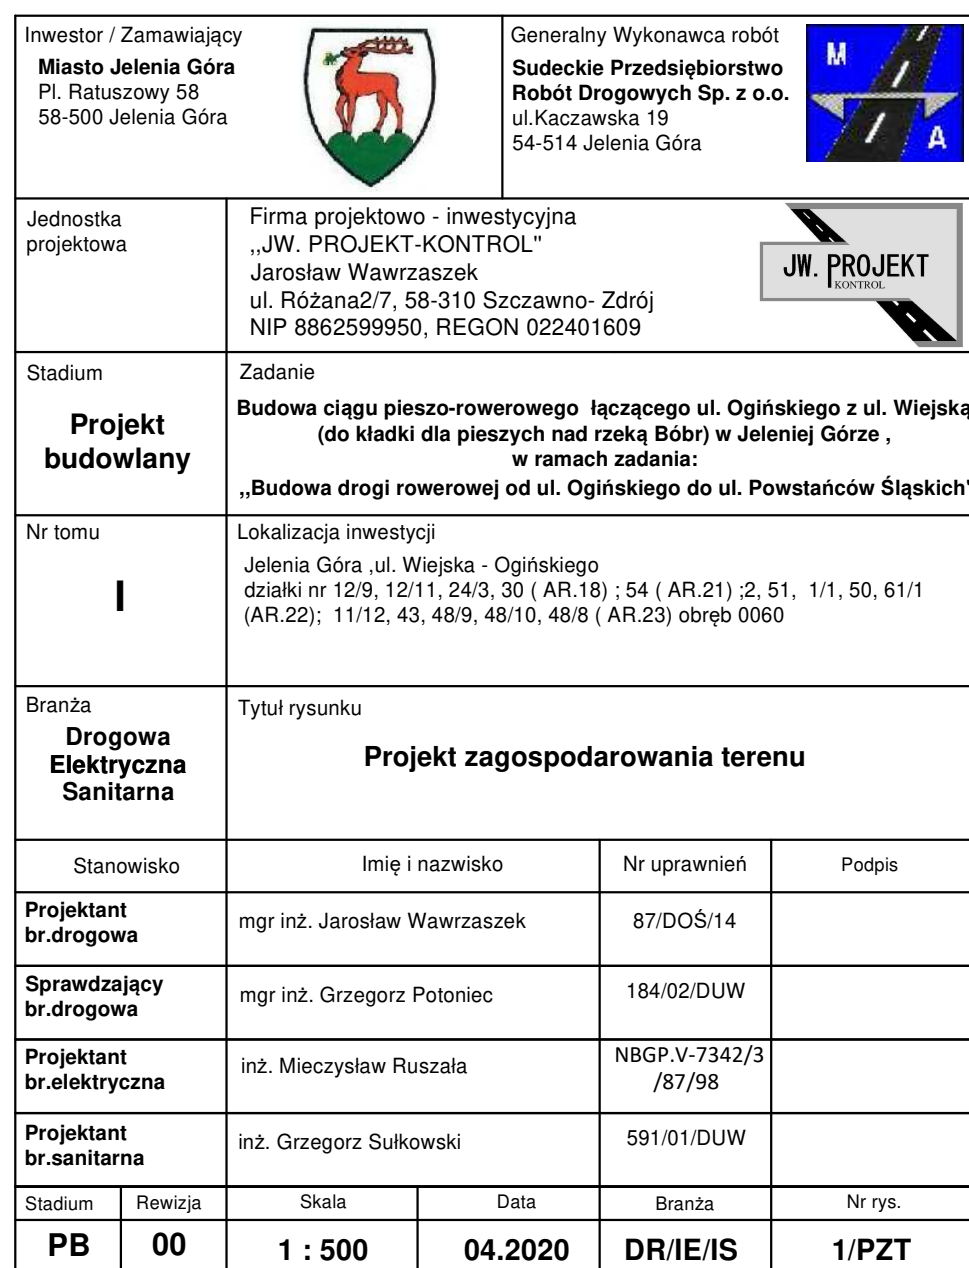 Inwestor / Zamawiający
Miasto Jelenia Góra
Pl. Ratuszowy 58
58-500 Jelenia Góra
Generalny Wykonawca robót
Sudeckie Przedsiębiorstwo
Robót Drogowych Sp. z o.o.
ul.Kaczawska 19
54-514 Jelenia Góra
M
A
Jednostka
projektowa
Firma projektowo - inwestycyjna
,,JW. PROJEKT-KONTROL"
Jarosław Wawrzaszek
ul. Różana2/7, 58-310 Szczawno- Zdrój
NIP 8862599950, REGON 022401609
JW. PROJEKT
KONTROL
Stadium
Projekt
budowlany
Zadanie
Budowa ciągu pieszo-rowerowego łączącego ul. Ogińskiego z ul. Wiejską
(do kładki dla pieszych nad rzeką Bóbr) w Jeleniej Górze ,
w ramach zadania:
,,Budowa drogi rowerowej od ul. Ogińskiego do ul. Powstańców Śląskich"
Nr tomu
I
Lokalizacja inwestycji
Jelenia Góra ,ul. Wiejska - Ogińskiego
działki nr 12/9, 12/11, 24/3, 30 ( AR.18) ; 54 ( AR.21) ;2, 51, 1/1, 50, 61/1
(AR.22); 11/12, 43, 48/9, 48/10, 48/8 ( AR.23) obręb 0060
Branża
Drogowa
Elektryczna
Sanitarna
Tytuł rysunku
Projekt zagospodarowania terenu
Stanowisko
Imię i nazwisko
Nr uprawnień
Podpis
Projektant
br.drogowa
mgr inż. Jarosław Wawrzaszek
87/DOŚ/14
Sprawdzający
br.drogowa
mgr inż. Grzegorz Potoniec
184/02/DUW
Projektant
br.elektryczna
inż. Mieczysław Ruszała
NBGP.V-7342/3
/87/98
Projektant
br.sanitarna
inż. Grzegorz Sułkowski
591/01/DUW
Stadium
Rewizja
Skala
Data
Branża
Nr rys.
PB
00
1 : 500
04.2020
DR/IE/IS
1/PZT